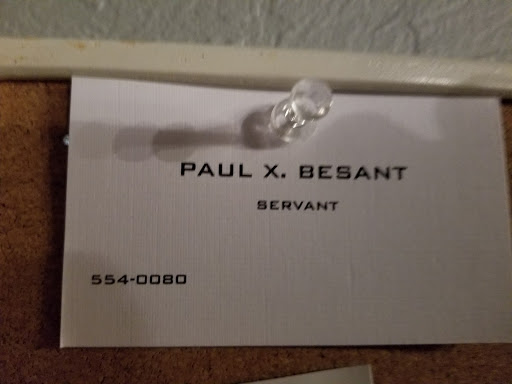 PAUL X. BESANT
SERVANT
554-0080